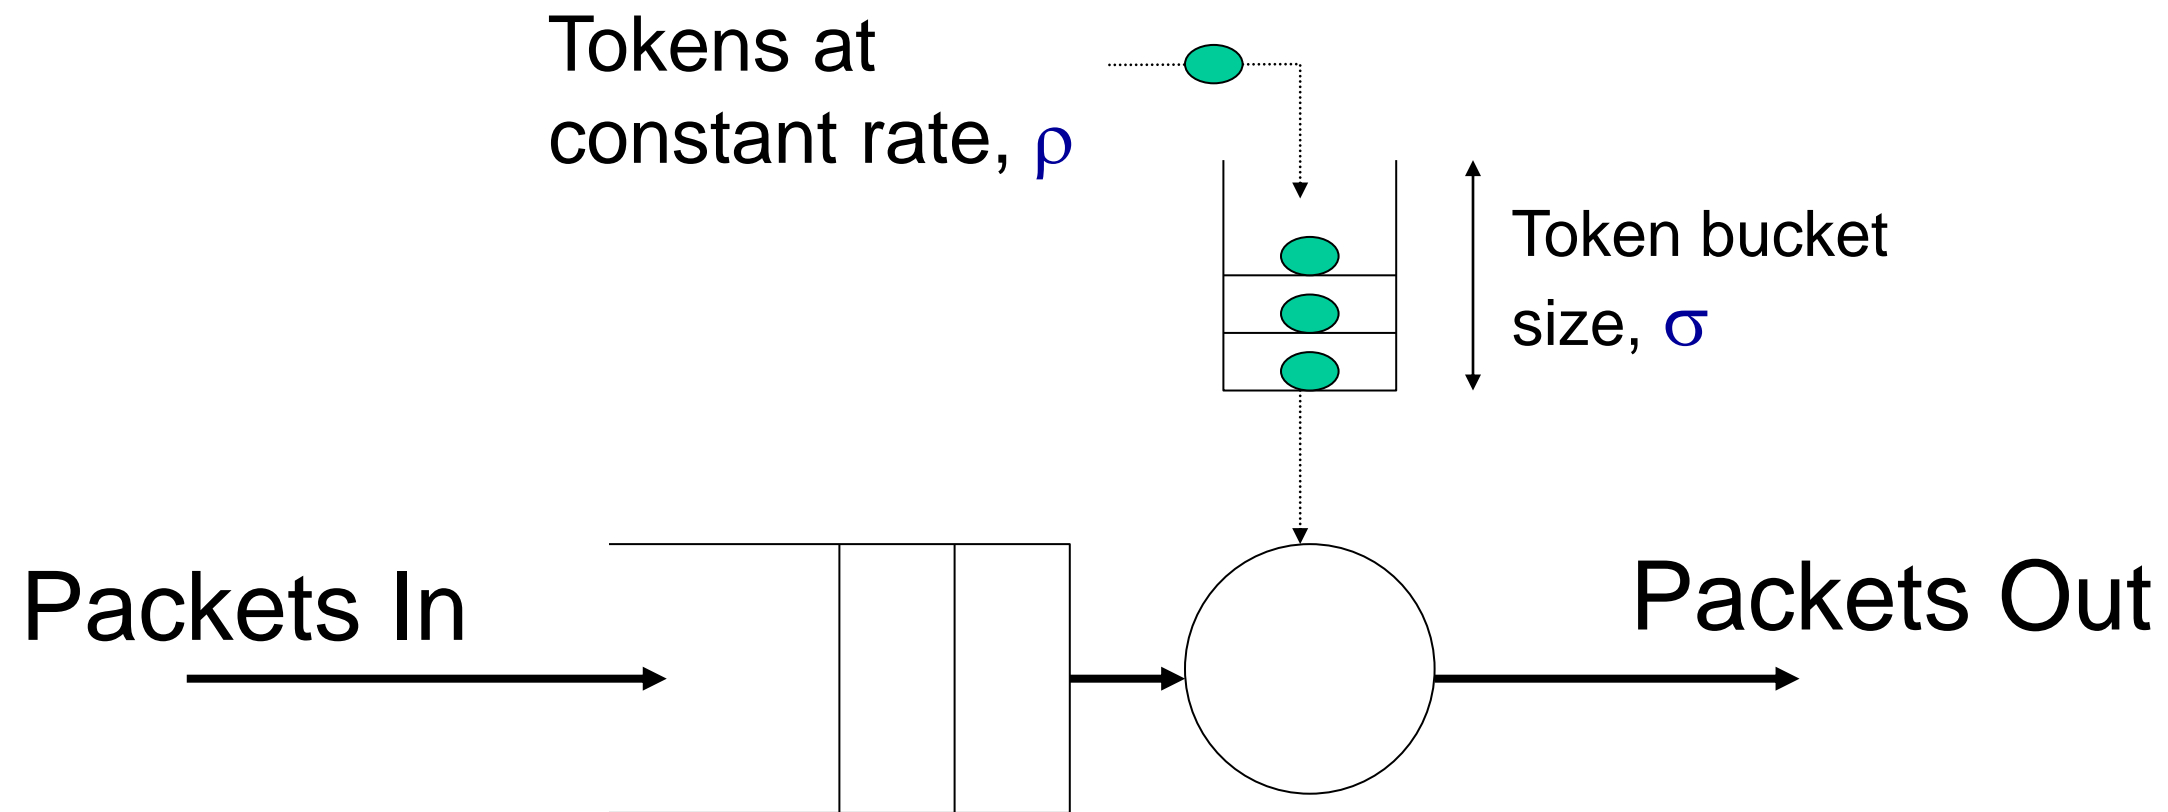 Tokens at
constant rate, ρ
Token bucket
size, σ
Packets In
Packets Out